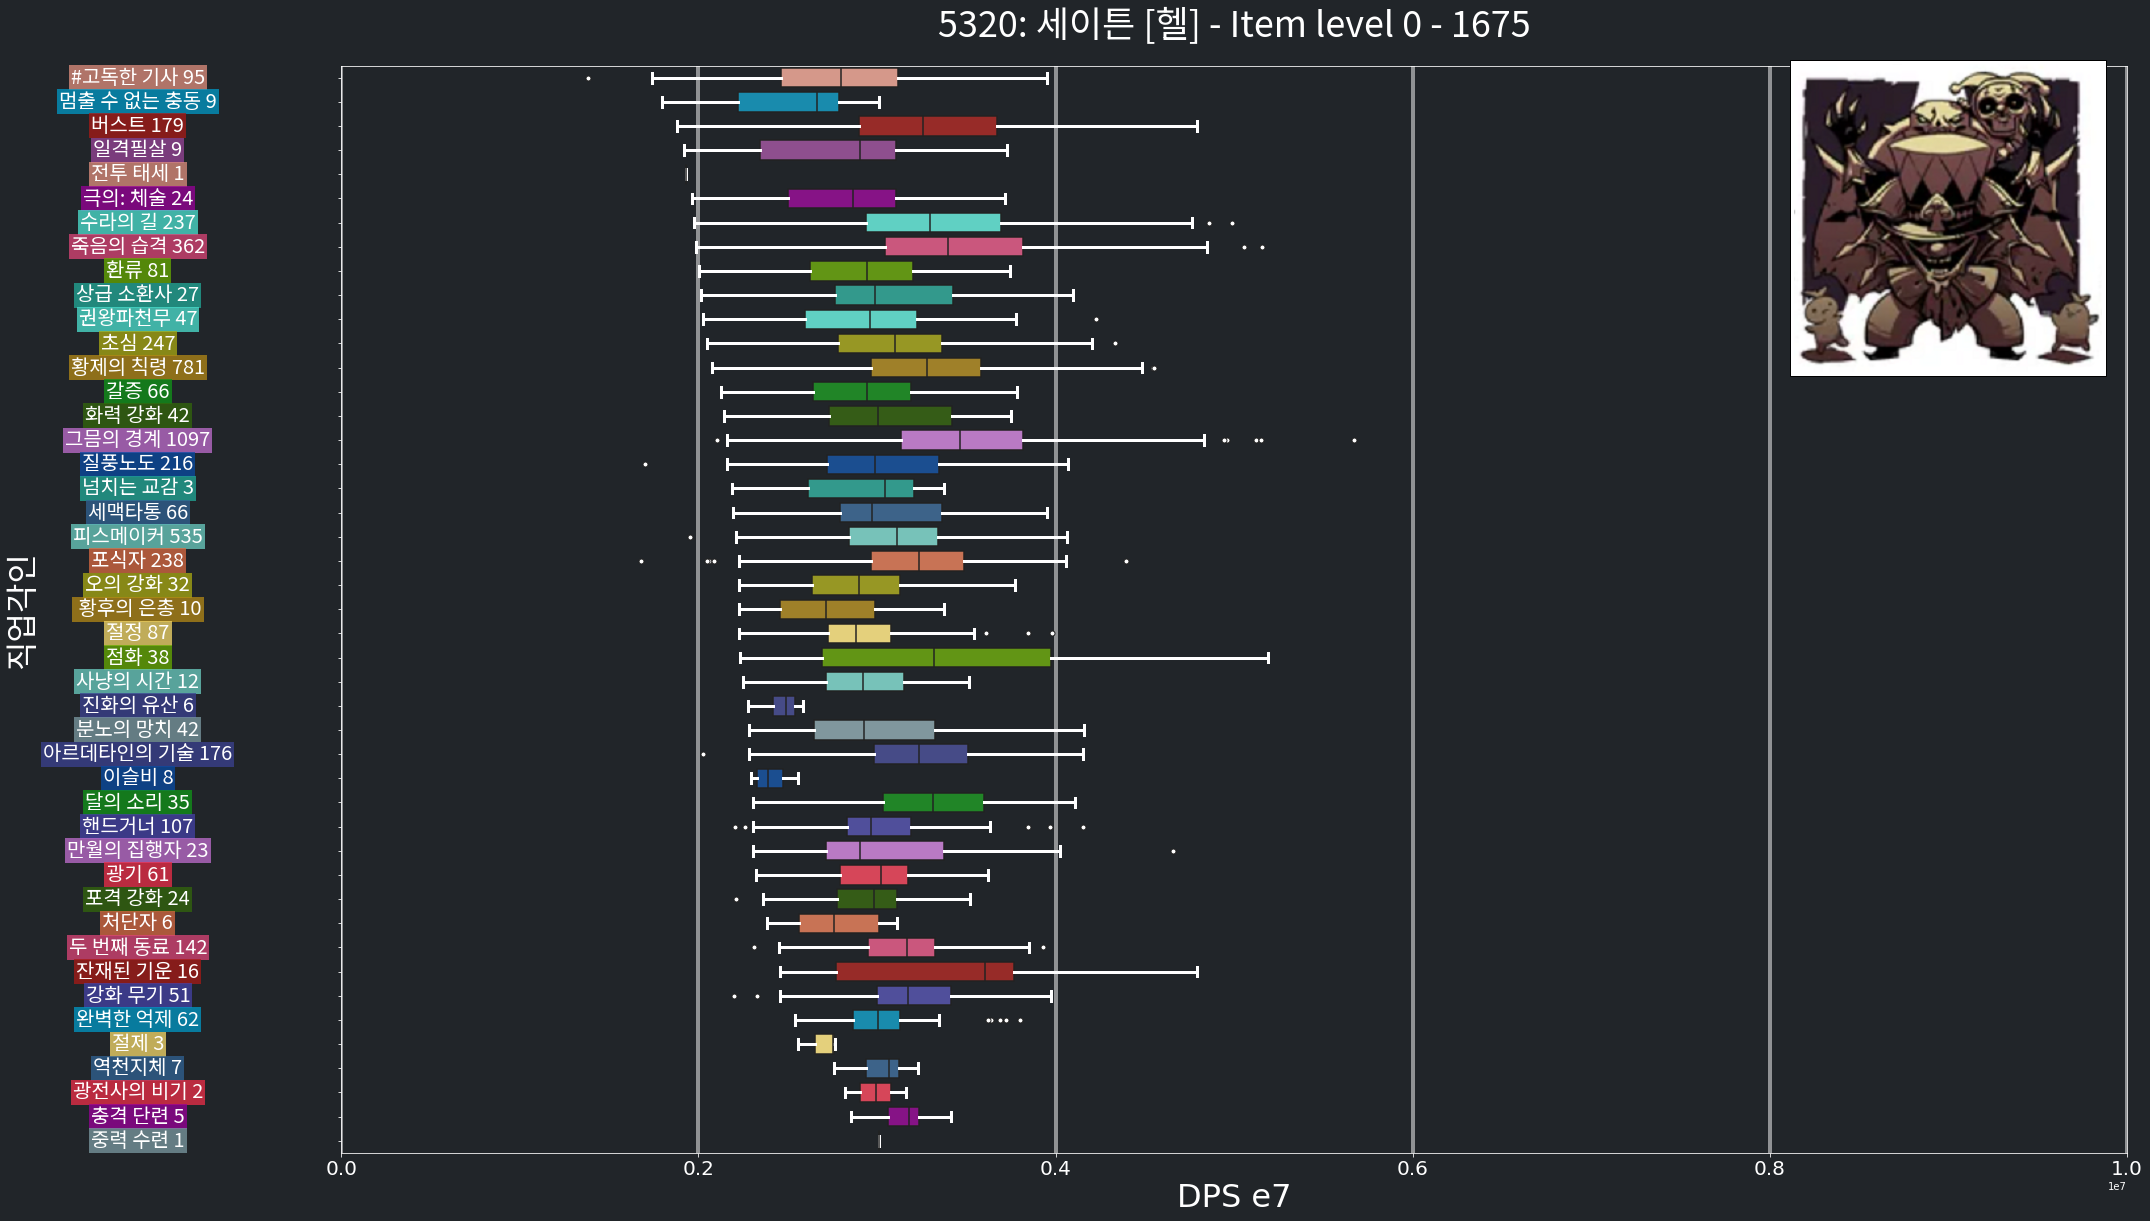 5320: 세이튼 [헬] - Item level 0 - 1675
#고독한 기사 95
멈출 수 없는 충동 9
버스트 179
일격필살 9
전투 태세 1
극의: 체술 24
수라의 길 237
죽음의 습격 362
환류 81
상급 소환사 27
권왕파천무 47
초심 247
황제의 칙령 781
갈증 66
화력 강화 42
그믐의 경계 1097
질풍노도 216
넘치는 교감 3
세맥타통 66
피스메이커 535
포식자 238
오의 강화 32
황후의 은총 10
절정 87
점화 38
사냥의 시간 12
진화의 유산 6
분노의 망치 42
아르데타인의 기술 176
이슬비 8
달의 소리 35
핸드거너 107
만월의 집행자 23
광기 61
포격 강화 24
처단자 6
두 번째 동료 142
잔재된 기운 16
강화 무기 51
완벽한 억제 62
절제 3
역천지체 7
광전사의 비기 2
충격 단련 5
중력 수련 1
직업각인
0.0 0.2 0.4 0.6 0.8 1.0
1e7
DPS e7